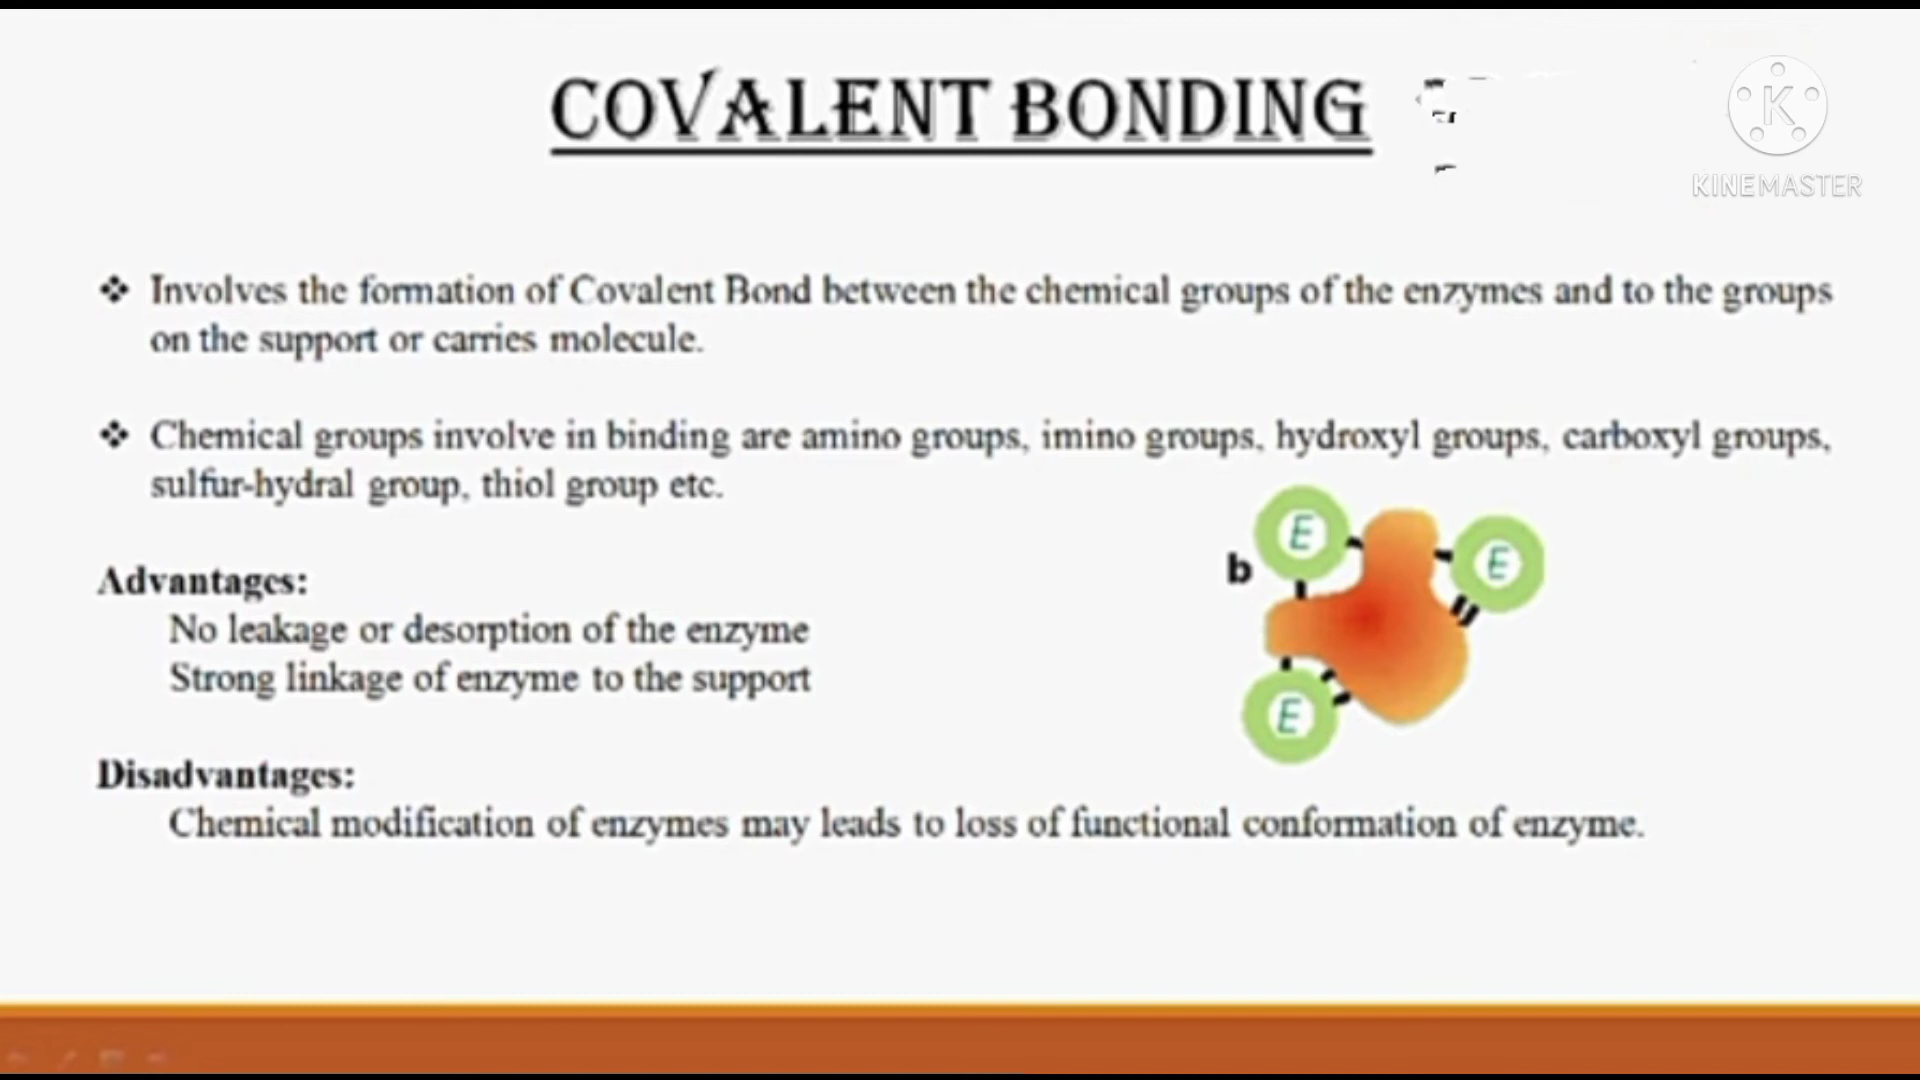 COVALENT BONDING
K
KINEMASTER
❖ Involves the formation of Covalent Bond between the chemical groups of the enzymes and to the groups
on the support or carries molecule.
❖ Chemical groups involve in binding are amino groups, imino groups, hydroxyl groups, carboxyl groups,
sulfur-hydral group, thiol group etc.
E
E
b
Advantages:
No leakage or desorption of the enzyme
Strong linkage of enzyme to the support
E
Disadvantages:
Chemical modification of enzymes may leads to loss of functional conformation of enzyme.